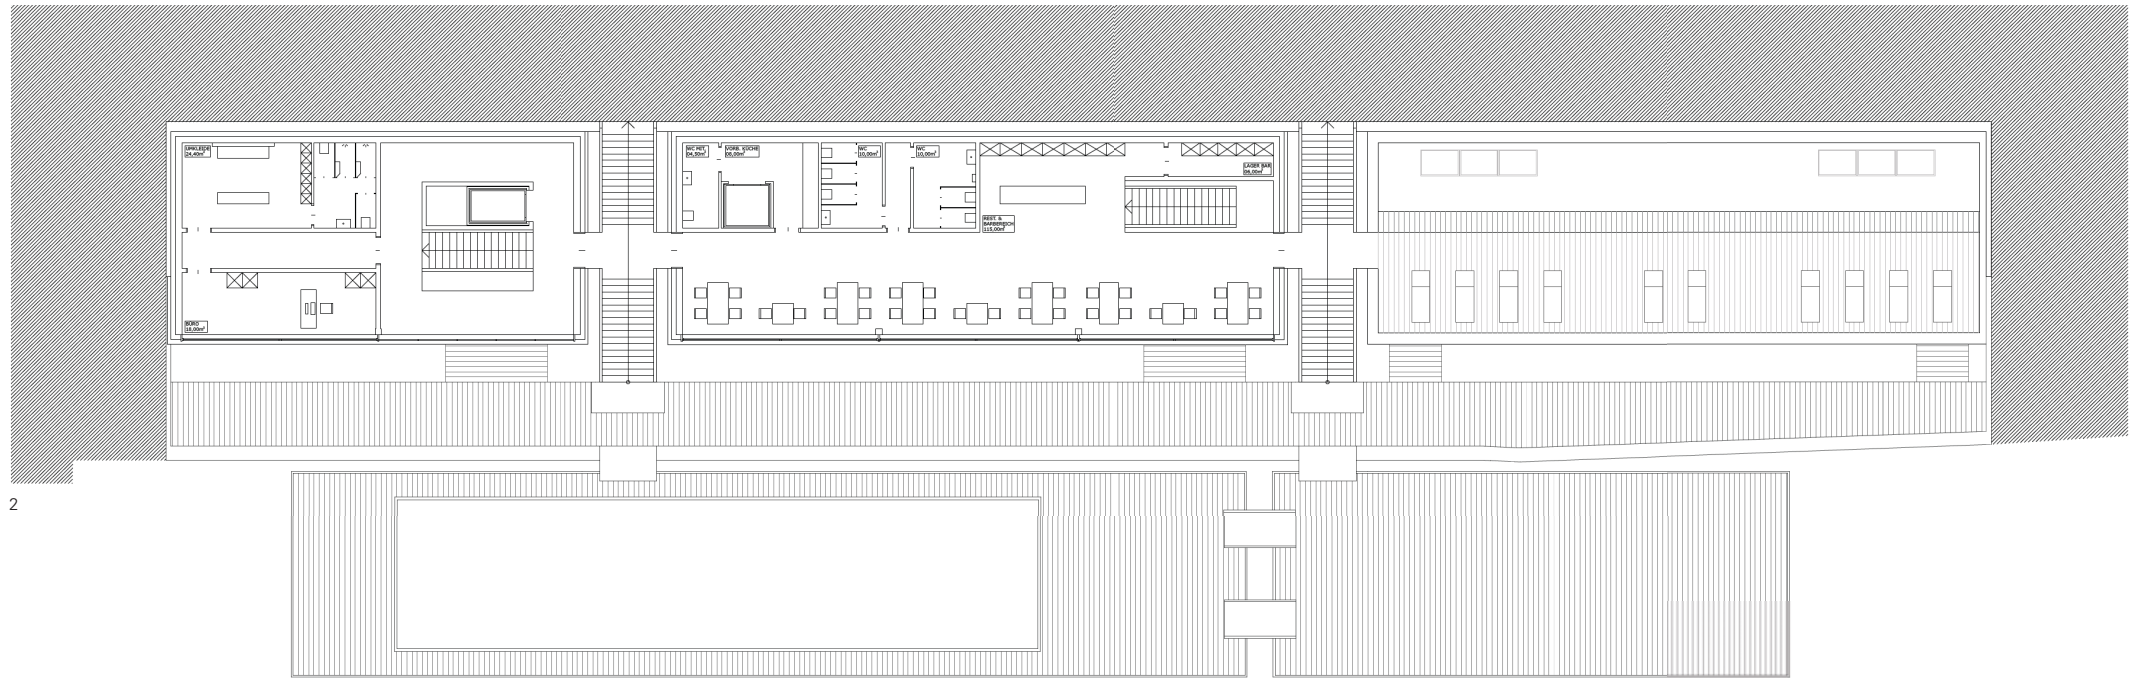 UMKLEIDE
24,40m²
WC MIT.
04,50m²
VORB. KÜCHE
08,00m²
WC
10,00m²
WC
10,00m²
LAGER BAR
06,00m²
REST. &
BARBEREICH
115,00m²
BÜRO
18,00m²
2